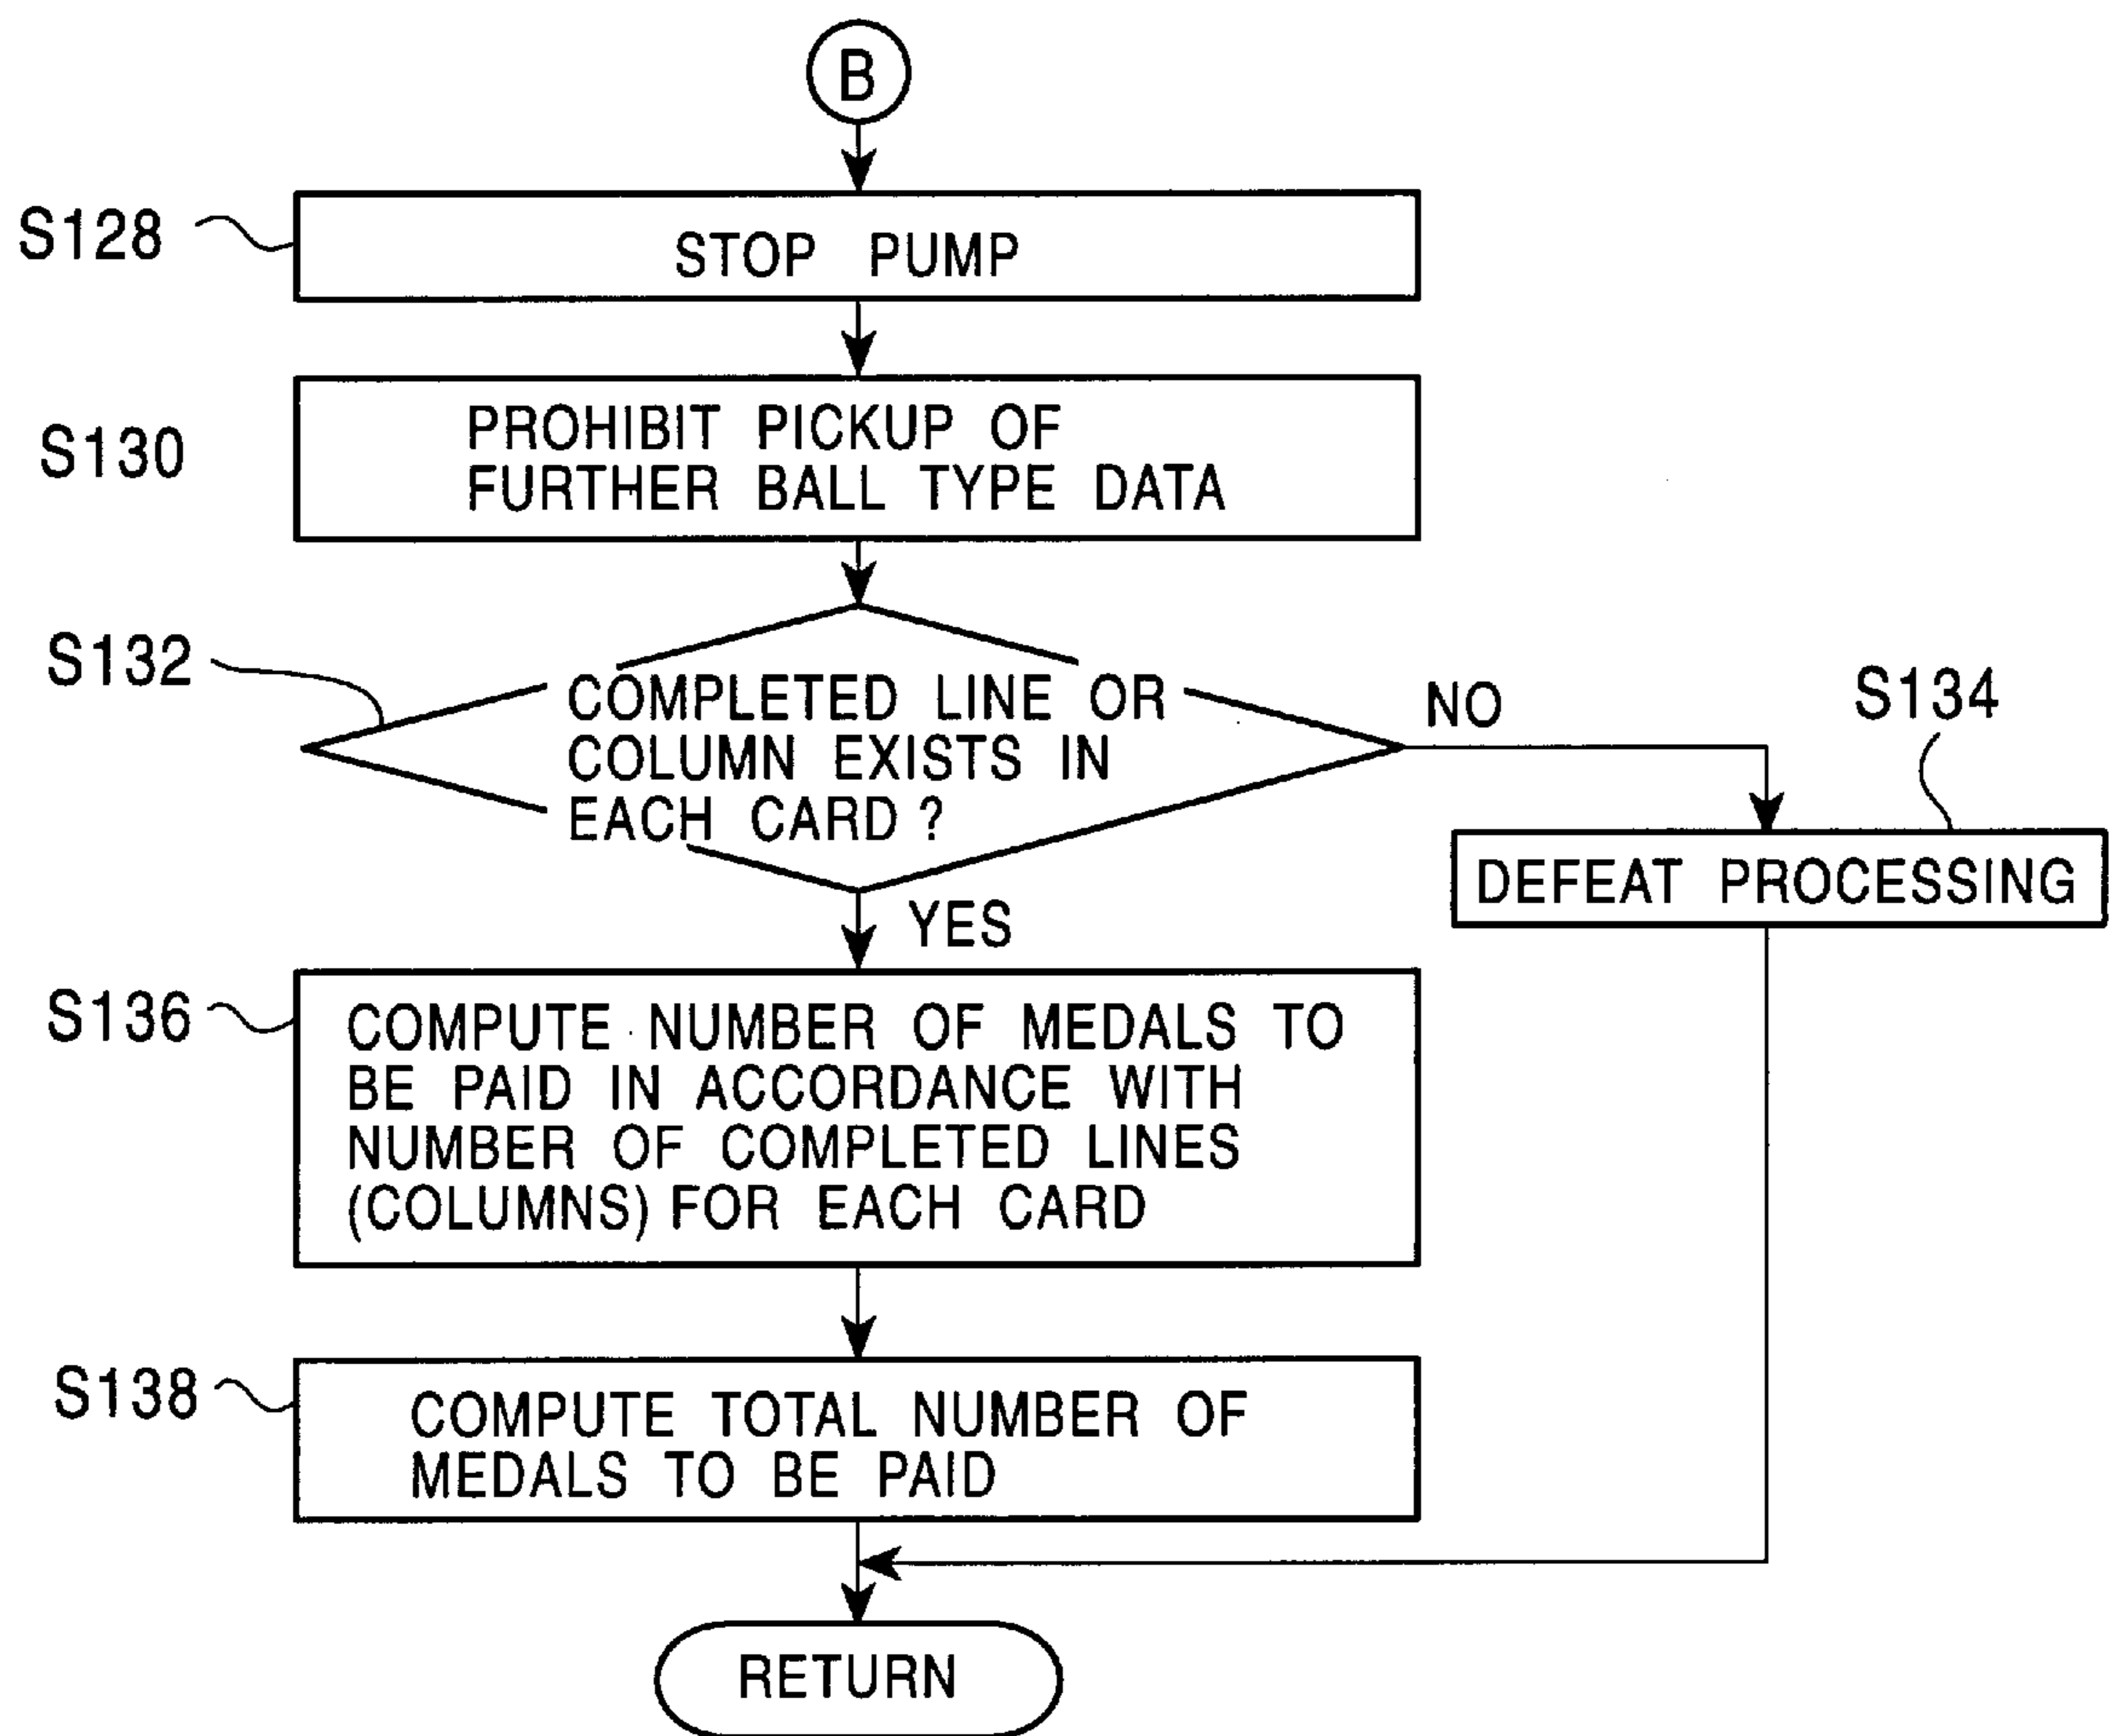 B
S128
STOP PUMP
S130
PROHIBIT PICKUP OF
FURTHER BALL TYPE DATA
S132
COMPLETED LINE OR
COLUMN EXISTS IN
EACH CARD ?
NO
S134
DEFEAT PROCESSING
YES
S136
COMPUTE NUMBER OF MEDALS TO
BE PAID IN ACCORDANCE WITH
NUMBER OF COMPLETED LINES
(COLUMNS) FOR EACH CARD
S138
COMPUTE TOTAL NUMBER OF
MEDALS TO BE PAID
RETURN